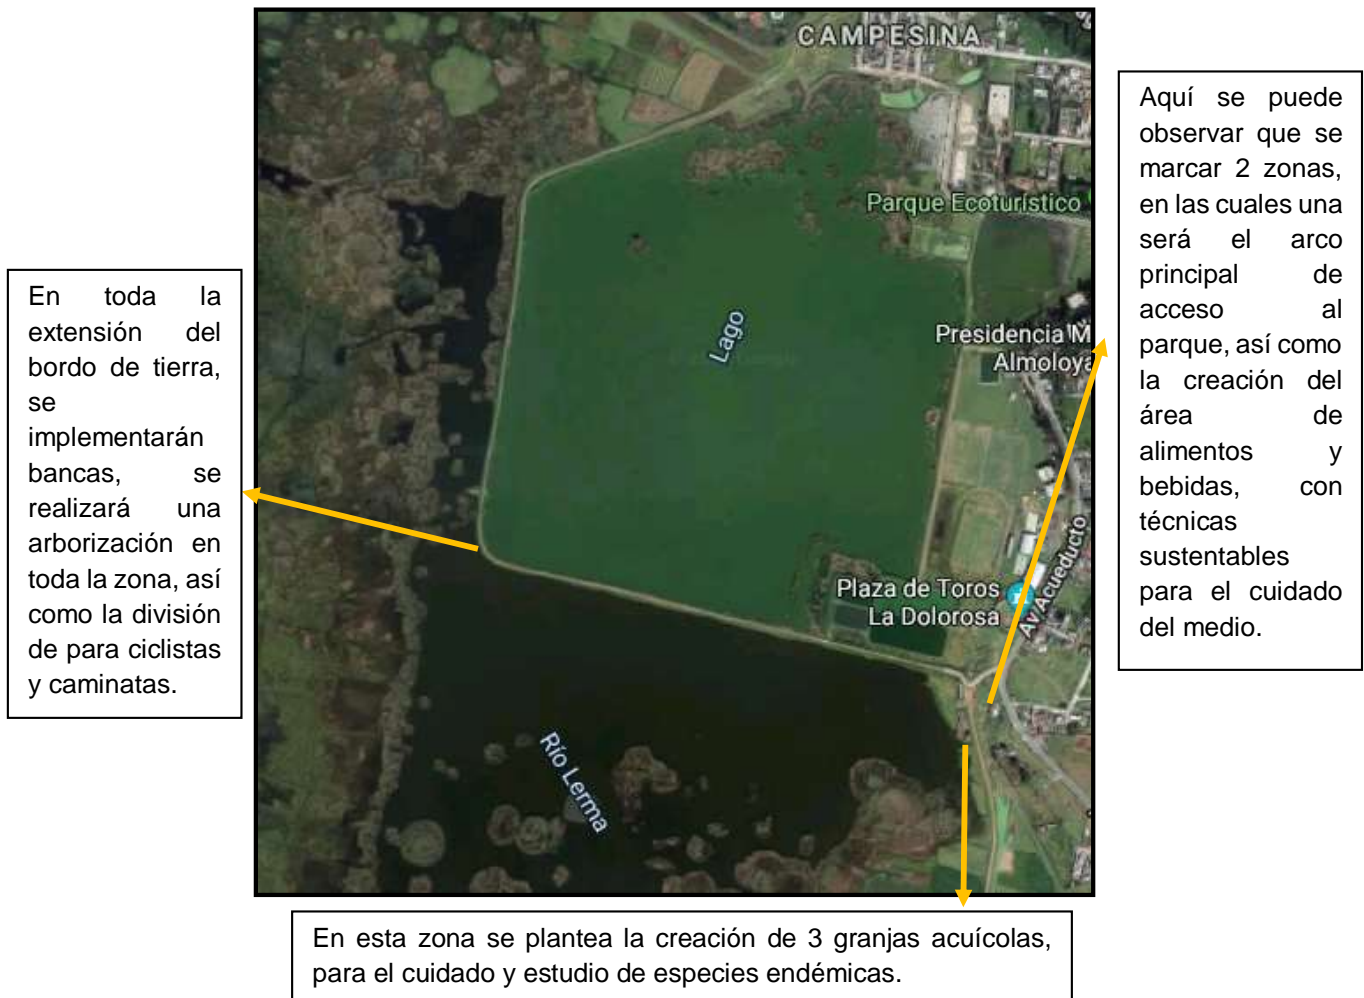 CAMPESINA
Parque Ecoturístico
Lago
Presidencia M
Almoloya
Plaza de Toros
La Dolorosa
Av/Acueducto
Río Lerma
En toda la
extensión del
bordo de tierra,
se
implementarán
bancas, se
realizará una
arborización en
toda la zona, así
como la división
de para ciclistas
y caminatas.
Aquí se puede
observar que se
marcar 2 zonas,
en las cuales una
será el arco
principal de
acceso al
parque, así como
la creación del
área de
alimentos y
bebidas, con
técnicas
sustentables
para el cuidado
del medio.
En esta zona se plantea la creación de 3 granjas acuícolas,
para el cuidado y estudio de especies endémicas.